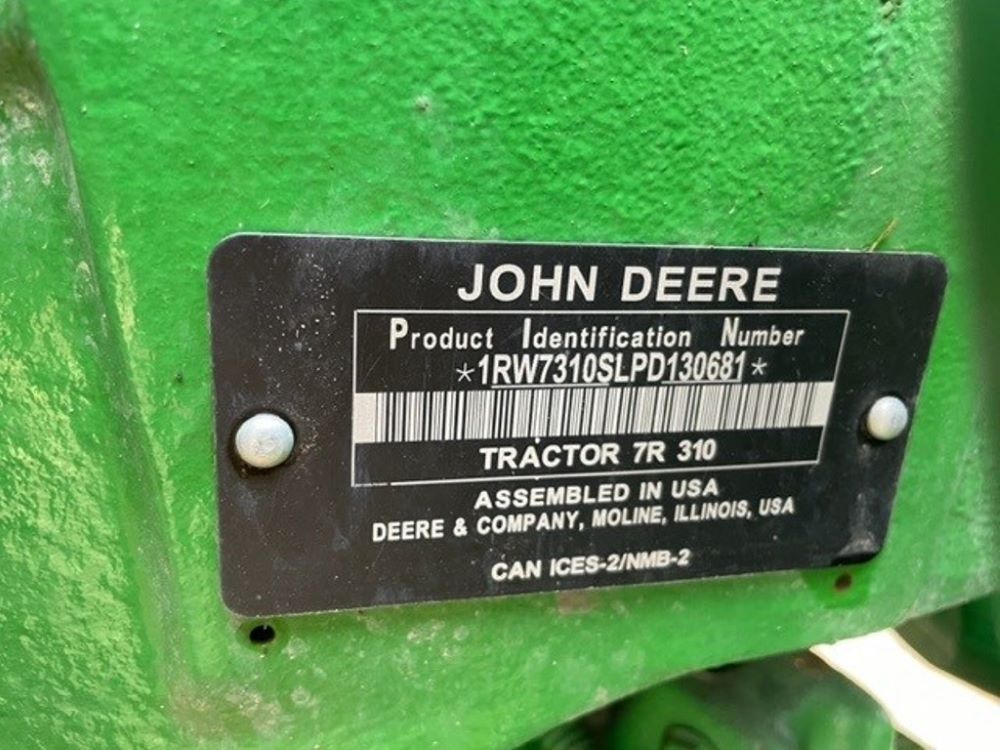 JOHN DEERE
Product Identification Number
*1RW7310SLPD130681*
TRACTOR 7R 310
ASSEMBLED IN USA
DEERE & COMPANY, MOLINE, ILLINOIS, USA
CAN ICES-2/NMB-2